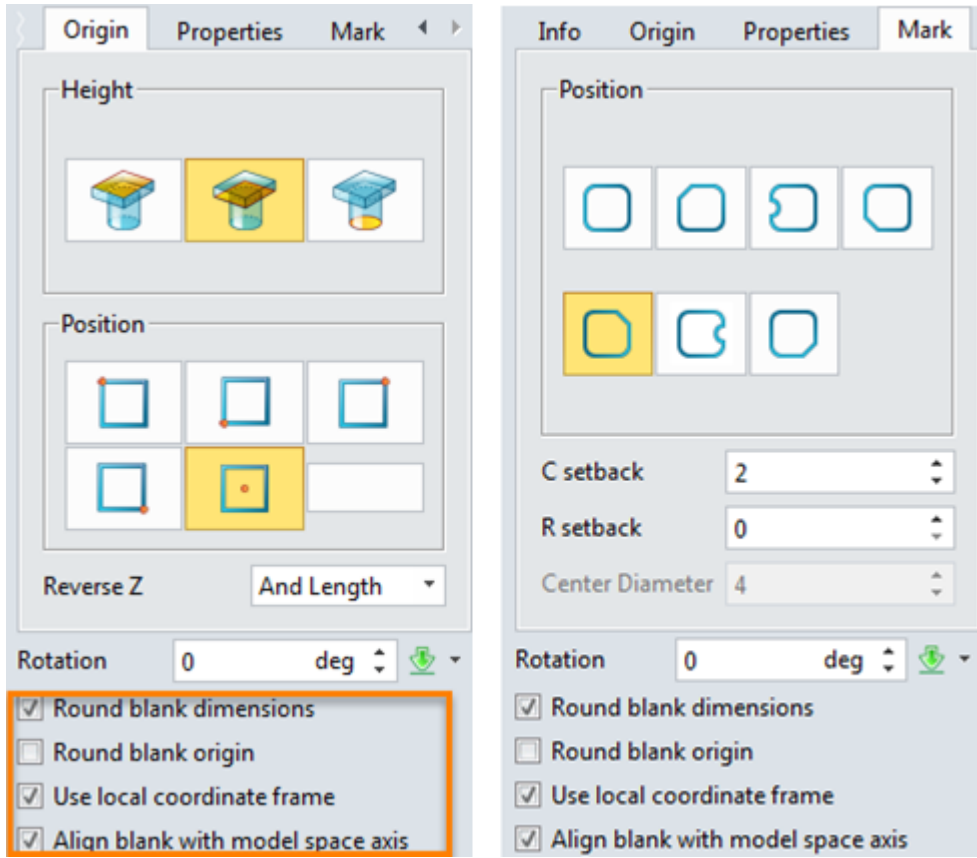 Origin Properties Mark
Height
Position
Reverse Z And Length
Rotation 0 deg
Round blank dimensions
Round blank origin
Use local coordinate frame
Align blank with model space axis
Info Origin Properties Mark
Position
C setback 2
R setback 0
Center Diameter 4
Rotation 0 deg
Round blank dimensions
Round blank origin
Use local coordinate frame
Align blank with model space axis